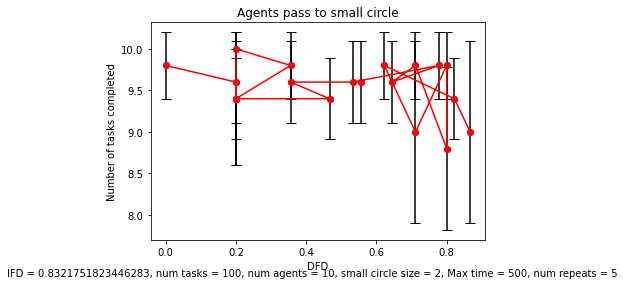 Agents pass to small circle
Number of tasks completed
10.0
9.5
9.0
8.5
8.0
0.0 0.2 0.4 0.6 0.8
DFD
IFD = 0.8321751823446283, num tasks = 100, num agents = 10, small circle size = 2, Max time = 500, num repeats = 5